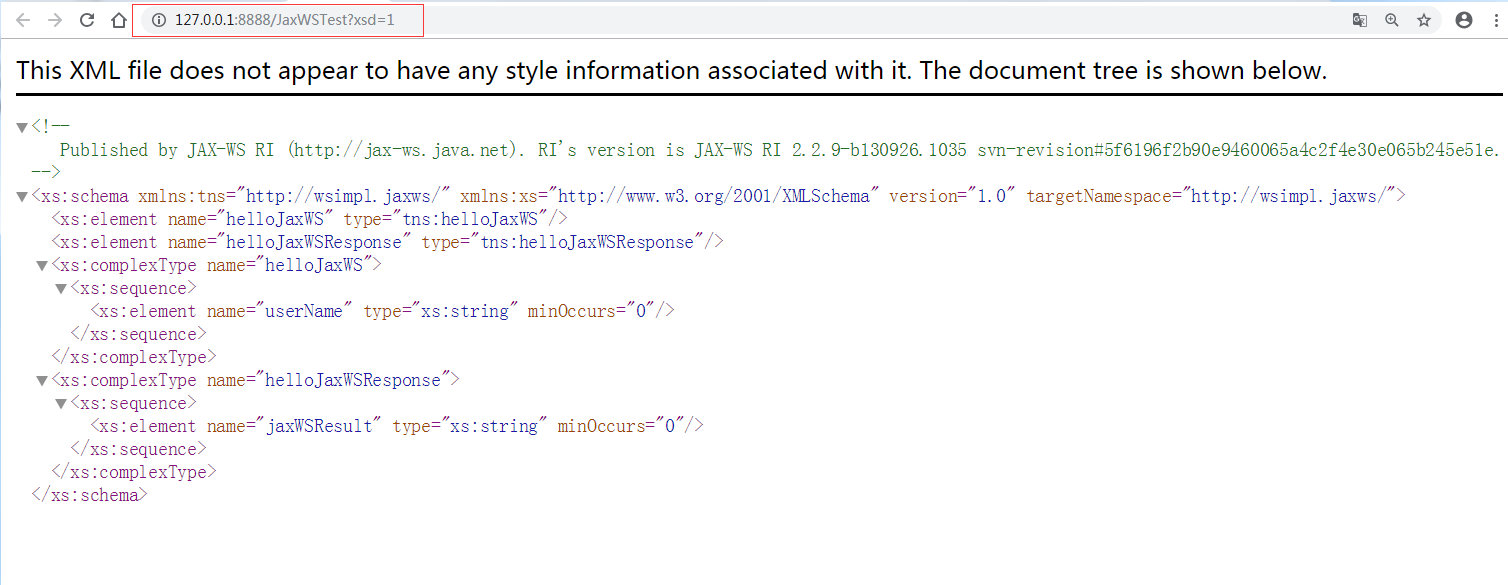 127.0.0.1:8888/JaxWSTest?xsd=1
This XML file does not appear to have any style information associated with it. The document tree is shown below.
<!--
Published by JAX-WS RI (http://jax-ws.java.net). RI's version is JAX-WS RI 2.2.9-b130926.1035 svn-revision#5f6196f2b90e9460065a4c2f4e30e065b245e51e.
-->
<xs:schema xmlns:tns="http://wsimpl.jaxws/" xmlns:xs="http://www.w3.org/2001/XMLSchema" version="1.0" targetNamespace="http://wsimpl.jaxws/">
<xs:element name="helloJaxWS" type="tns:helloJaxWS"/>
<xs:element name="helloJaxWSResponse" type="tns:helloJaxWSResponse"/>
<xs:complexType name="helloJaxWS">
<xs:sequence>
<xs:element name="userName" type="xs:string" minOccurs="0"/>
</xs:sequence>
</xs:complexType>
<xs:complexType name="helloJaxWSResponse">
<xs:sequence>
<xs:element name="jaxWSResult" type="xs:string" minOccurs="0"/>
</xs:sequence>
</xs:complexType>
</xs:schema>